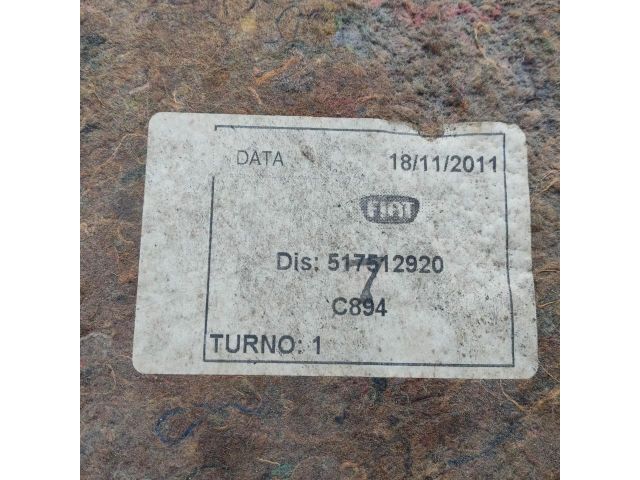 DATA 18/11/2011
FIAT
Dis: 517512920
C894
TURNO: 1